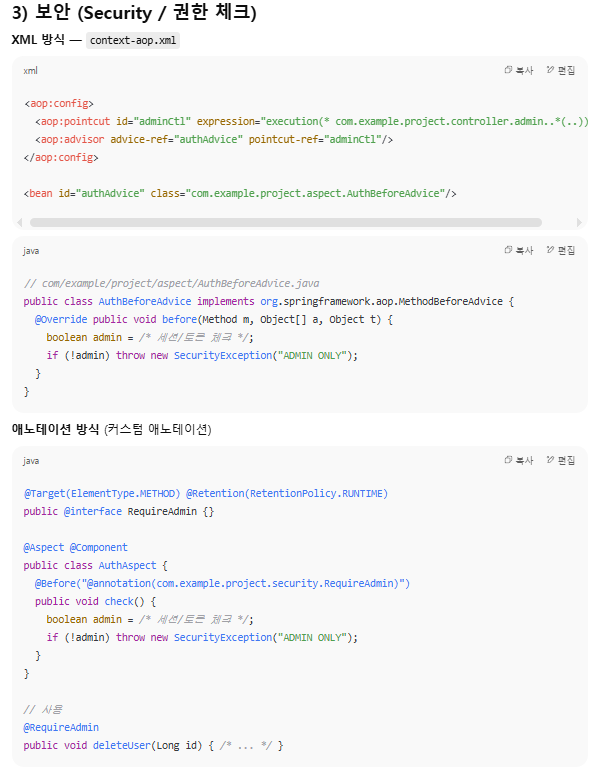 3) 보안 (Security / 권한 체크)
XML 방식 — context-aop.xml
xml 복사 편집
<aop:config>
<aop:pointcut id="adminCtl" expression="execution(* com.example.project.controller.admin..*(..))
<aop:advisor advice-ref="authAdvice" pointcut-ref="adminCtl"/>
</aop:config>
<bean id="authAdvice" class="com.example.project.aspect.AuthBeforeAdvice"/>
java 복사 편집
// com/example/project/aspect/AuthBeforeAdvice.java
public class AuthBeforeAdvice implements org.springframework.aop.MethodBeforeAdvice {
@Override public void before(Method m, Object[] a, Object t) {
boolean admin = /* 세션/토큰 체크 */;
if (!admin) throw new SecurityException("ADMIN ONLY");
}
}
애노테이션 방식 (커스텀 애노테이션)
java 복사 편집
@Target(ElementType.METHOD) @Retention(RetentionPolicy.RUNTIME)
public @interface RequireAdmin {}
@Aspect @Component
public class AuthAspect {
@Before("@annotation(com.example.project.security.RequireAdmin)")
public void check() {
boolean admin = /* 세션/토큰 체크 */;
if (!admin) throw new SecurityException("ADMIN ONLY");
}
}
// 사용
@RequireAdmin
public void deleteUser(Long id) { /* ... */ }